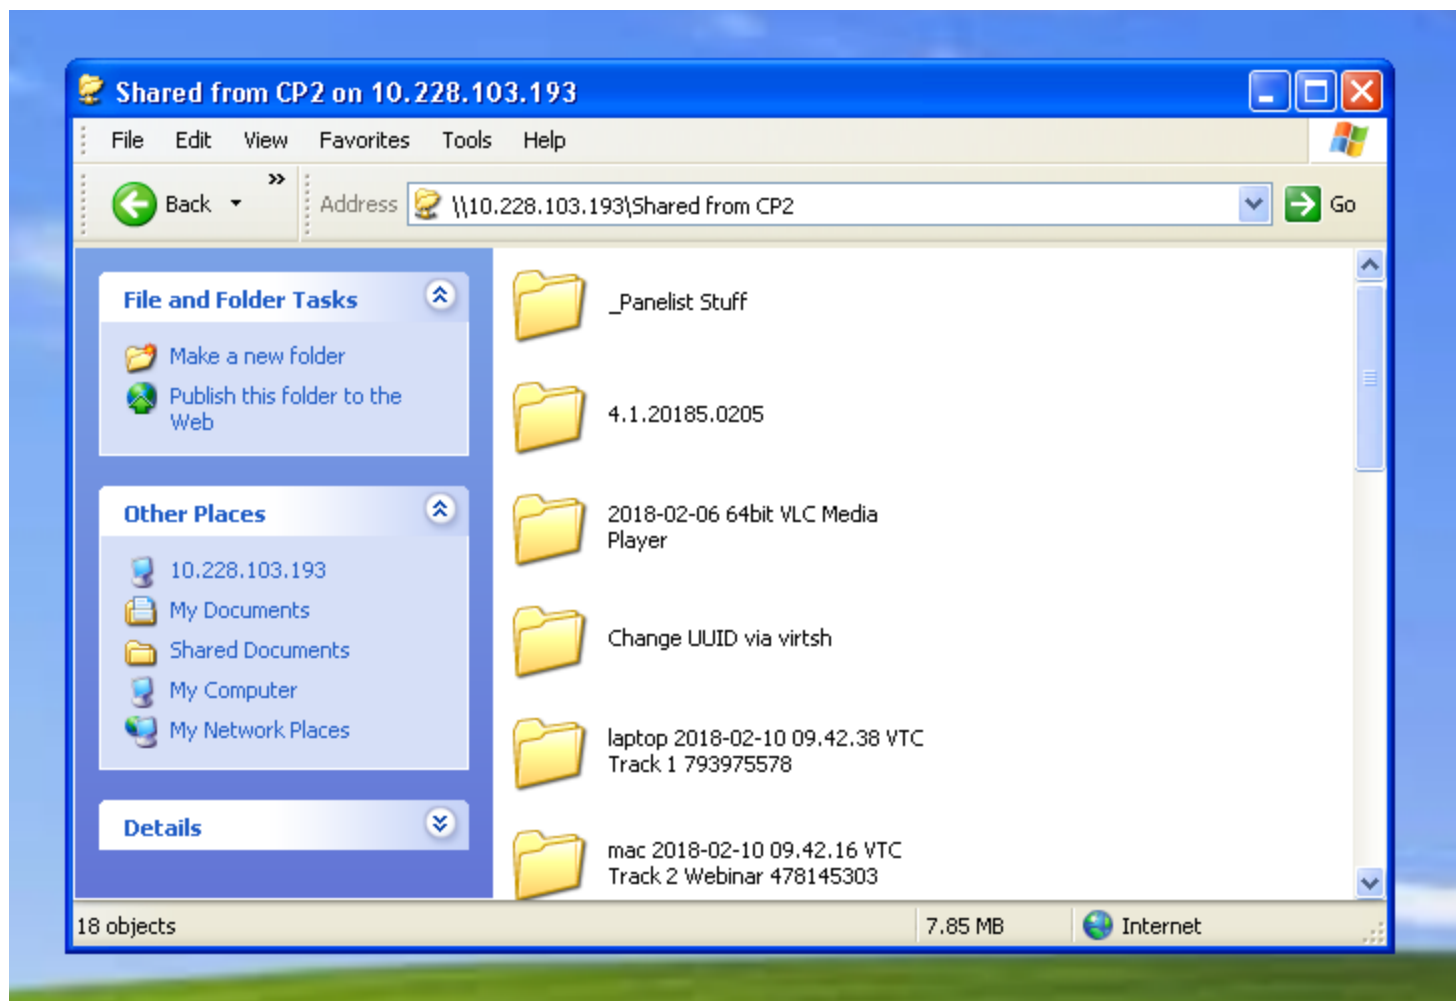 Shared from CP2 on 10.228.103.193
File Edit View Favorites Tools Help
Back » Address \\10.228.103.193\Shared from CP2 Go
File and Folder Tasks
Make a new folder
Publish this folder to the
Web
Other Places
10.228.103.193
My Documents
Shared Documents
My Computer
My Network Places
Details
_Panelist Stuff
4.1.20185.0205
2018-02-06 64bit VLC Media
Player
Change UUID via virtsh
laptop 2018-02-10 09.42.38 VTC
Track 1 793975578
mac 2018-02-10 09.42.16 VTC
Track 2 Webinar 478145303
18 objects 7.85 MB Internet